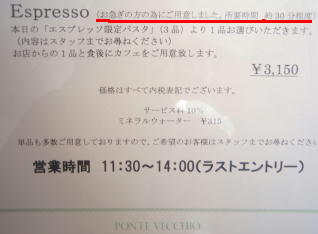 Espresso (お急ぎの方の為にご用意しました。所要時間 約30分程度)
本日の「エスプレッソ限定パスタ」(3品) より1品お選びいただきます。
(内容はスタッフまでお尋ねください)
お店からの1品と食後にカフェをご用意致します。
¥3,150
価格はすべて内税表記でございます。
サービス料10%
ミネラルウォーター ¥315
単品も多数ご用意しておりますので、ご希望のお客様はスタッフまでお尋ねくださ
営業時間 11:30～14:00(ラストエントリー)
PONTE VECCHIO